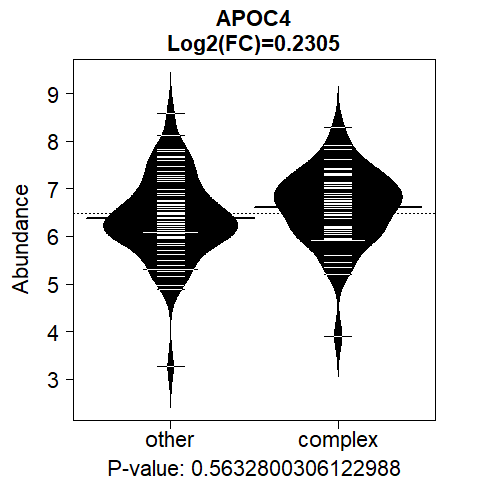 APOC4
Log2(FC)=0.2305
Abundance
9
8
7
6
5
4
3
other complex
P-value: 0.5632800306122988